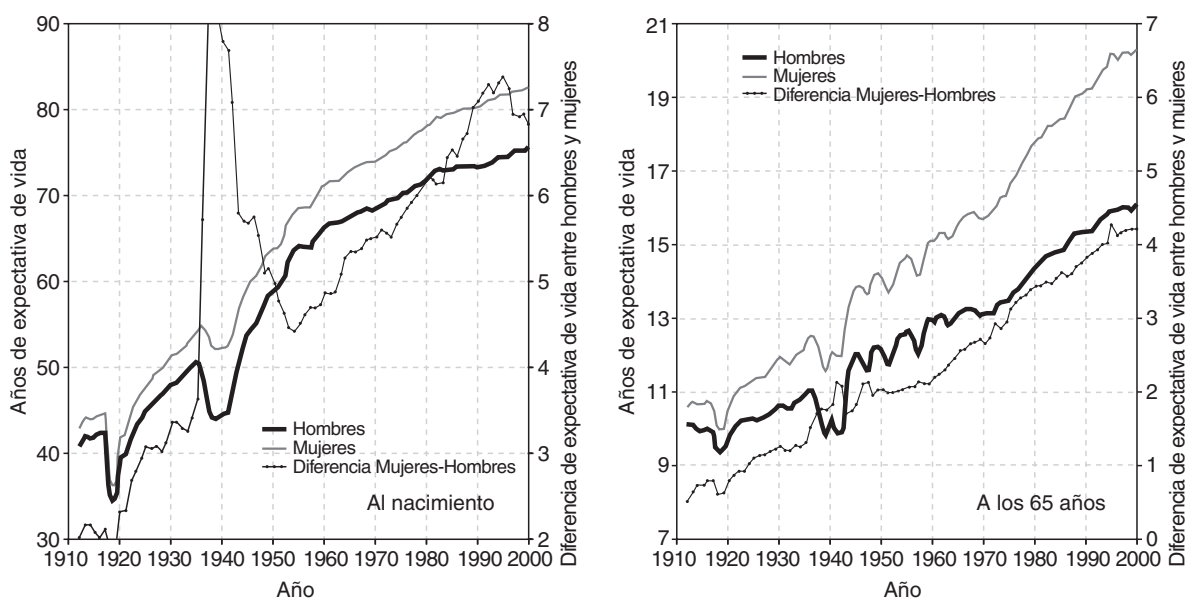 90
80
70
60
50
40
30
8
7
6
5
4
3
2
Años de expectativa de vida
Diferencia de expectativa de vida entre hombres y mujeres
Hombres
Mujeres
Diferencia Mujeres-Hombres
Al nacimiento
1910 1920 1930 1940 1950 1960 1970 1980 1990 2000
Año
21
19
17
15
13
11
9
7
7
6
5
4
3
2
1
0
Años de expectativa de vida
Diferencia de expectativa de vida entre hombres y mujeres
Hombres
Mujeres
Diferencia Mujeres-Hombres
A los 65 años
1910 1920 1930 1940 1950 1960 1970 1980 1990 2000
Año